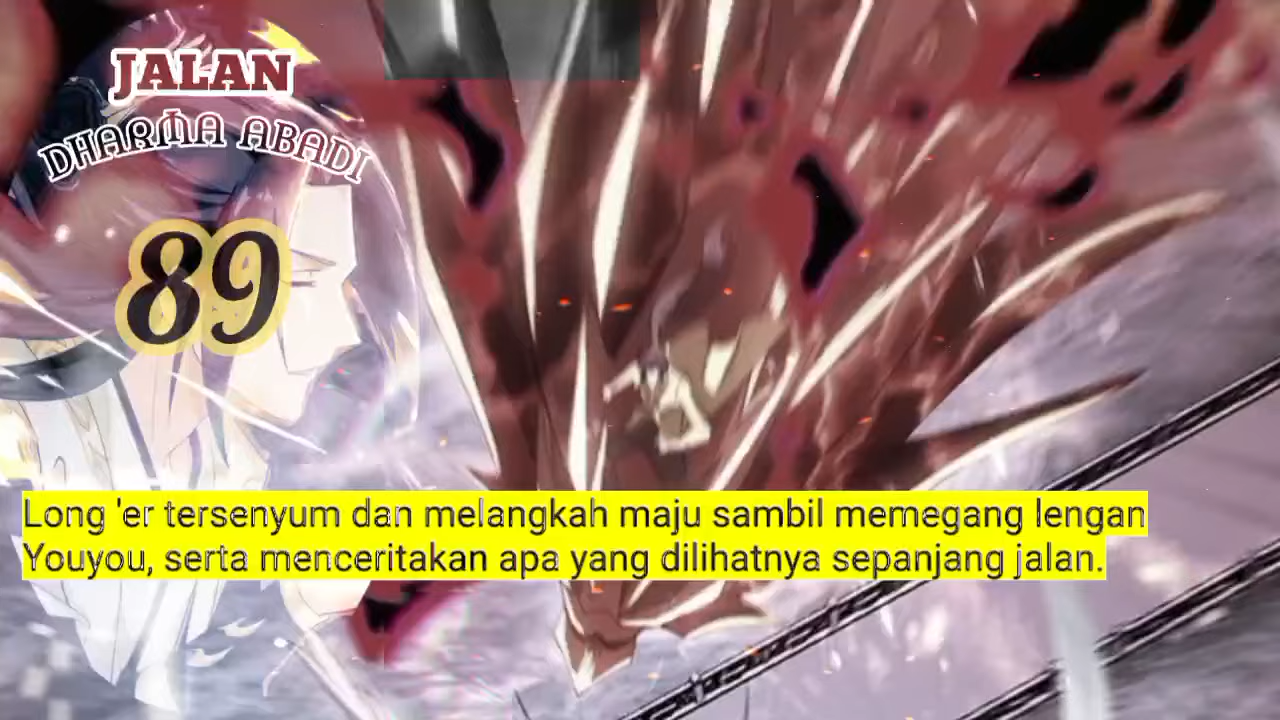 JALAN
DHARMA ABADI
89
Long 'er tersenyum dan melangkah maju sambil memegang lengan
Youyou, serta menceritakan apa yang dilihatnya sepanjang jalan.